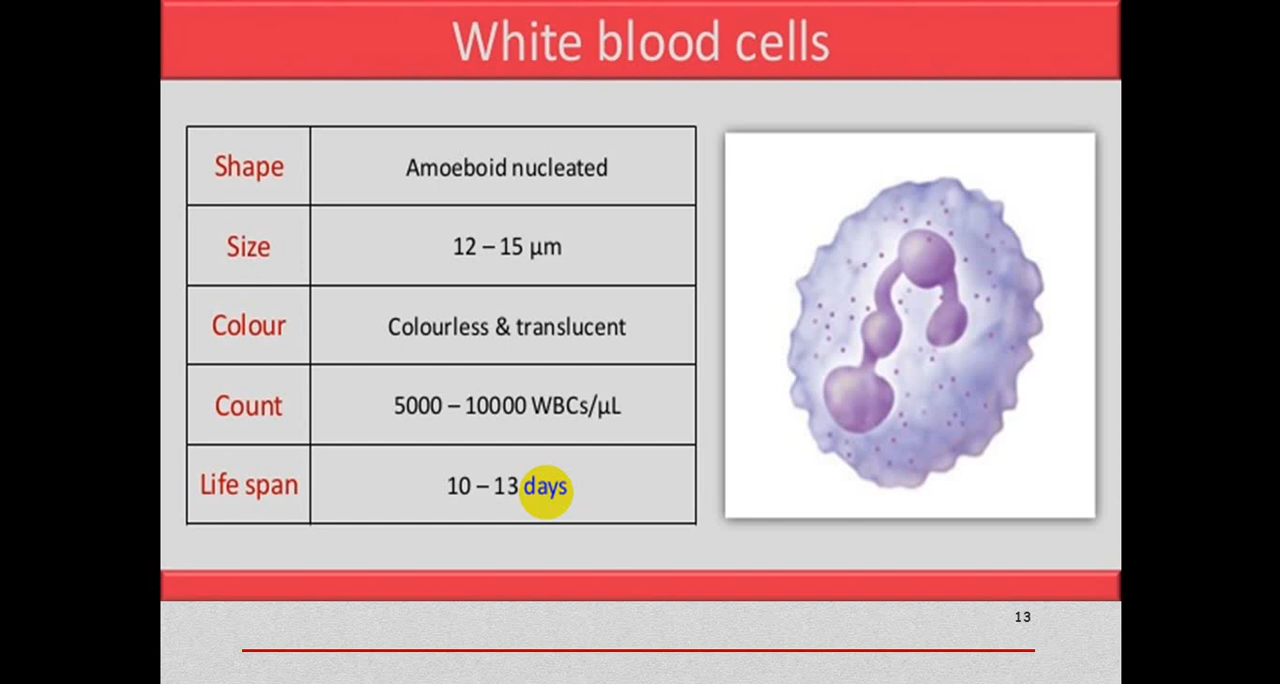 White blood cells
Shape
Amoeboid nucleated
Size
12 – 15 µm
Colour
Colourless & translucent
Count
5000 – 10000 WBCs/µL
Life span
10 – 13 days
13